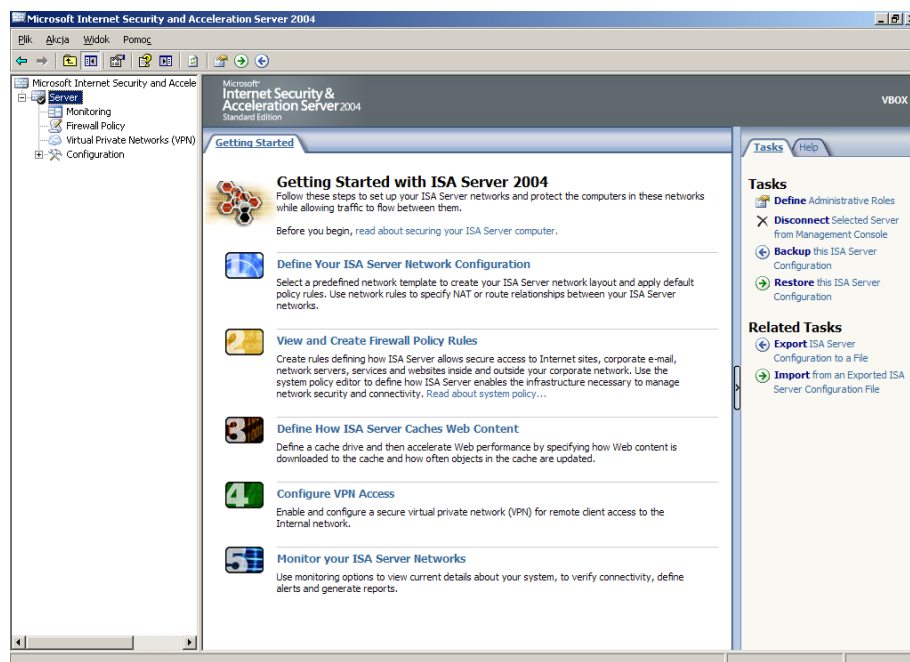 Microsoft Internet Security and Acceleration Server 2004
Plik Akcja Widok Pomoc
Microsoft Internet Security and Accele
Server
Monitoring
Firewall Policy
Virtual Private Networks (VPN)
Configuration
Microsoft
Internet Security &
Acceleration Server 2004
Standard Edition
VBOX
Getting Started
Getting Started with ISA Server 2004
Follow these steps to set up your ISA Server networks and protect the computers in these networks
while allowing traffic to flow between them.
Before you begin, read about securing your ISA Server computer.
1
Define Your ISA Server Network Configuration
Select a predefined network template to create your ISA Server network layout and apply default
policy rules. Use network rules to specify NAT or route relationships between your ISA Server
networks.
2
View and Create Firewall Policy Rules
Create rules defining how ISA Server allows secure access to Internet sites, corporate e-mail,
network servers, services and websites inside and outside your corporate network. Use the
system policy editor to define how ISA Server enables the infrastructure necessary to manage
network security and connectivity. Read about system policy...
3
Define How ISA Server Caches Web Content
Define a cache drive and then accelerate Web performance by specifying how Web content is
downloaded to the cache and how often objects in the cache are updated.
4
Configure VPN Access
Enable and configure a secure virtual private network (VPN) for remote client access to the
Internal network.
5
Monitor your ISA Server Networks
Use monitoring options to view current details about your system, to verify connectivity, define
alerts and generate reports.
Tasks Help
Tasks
Define Administrative Roles
Disconnect Selected Server
from Management Console
Backup this ISA Server
Configuration
Restore this ISA Server
Configuration
Related Tasks
Export ISA Server
Configuration to a File
Import from an Exported ISA
Server Configuration File